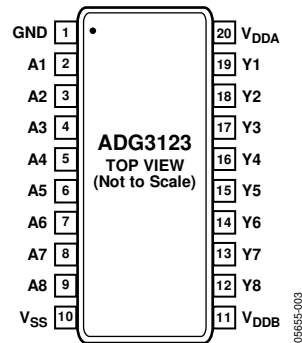 GND 1 20 VDDA
A1 2 19 Y1
A2 3 18 Y2
A3 4 17 Y3
A4 5 16 Y4
A5 6 15 Y5
A6 7 14 Y6
A7 8 13 Y7
A8 9 12 Y8
VSS 10 11 VDDB
ADG3123
TOP VIEW
(Not to Scale)
05655-003